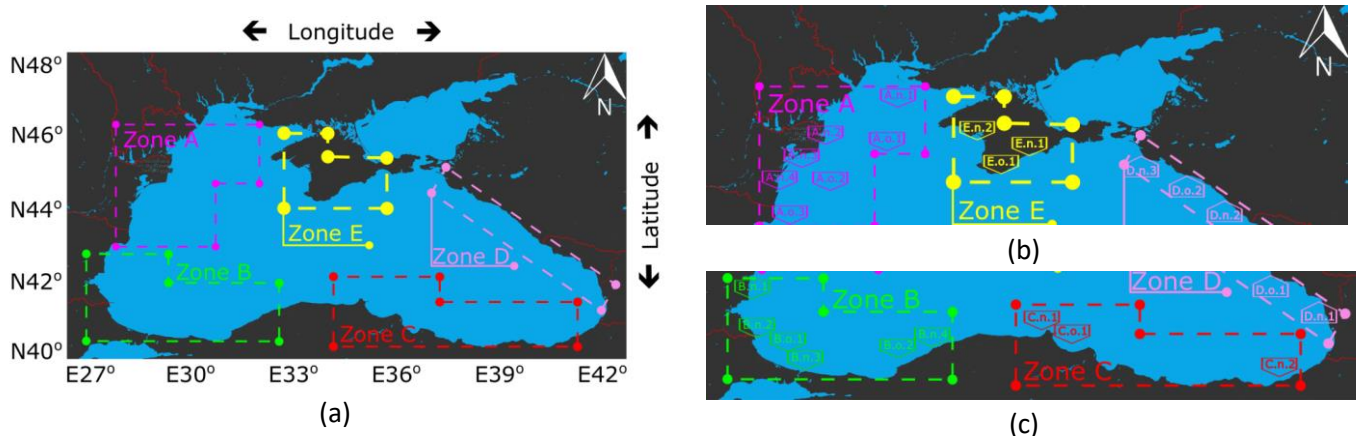 Longitude
Latitude
N48°
N46°
N44°
N42°
N40°
E27° E30° E33° E36° E39° E42°
N
Zone A
Zone B
Zone C
Zone D
Zone E
(a)
N
Zone A
A.n.1
A.o.1
A.o.2
A.o.3
E.n.2
E.n.1
E.o.1
Zone E
D.n.3
D.o.2
D.n.2
(b)
B.n.1
Zone B
B.n.2
B.o.1
B.n.3
B.o.2
B.n.4
C.n.1
C.o.1
Zone C
C.n.2
Zone D
D.o.1
D.n.1
(c)